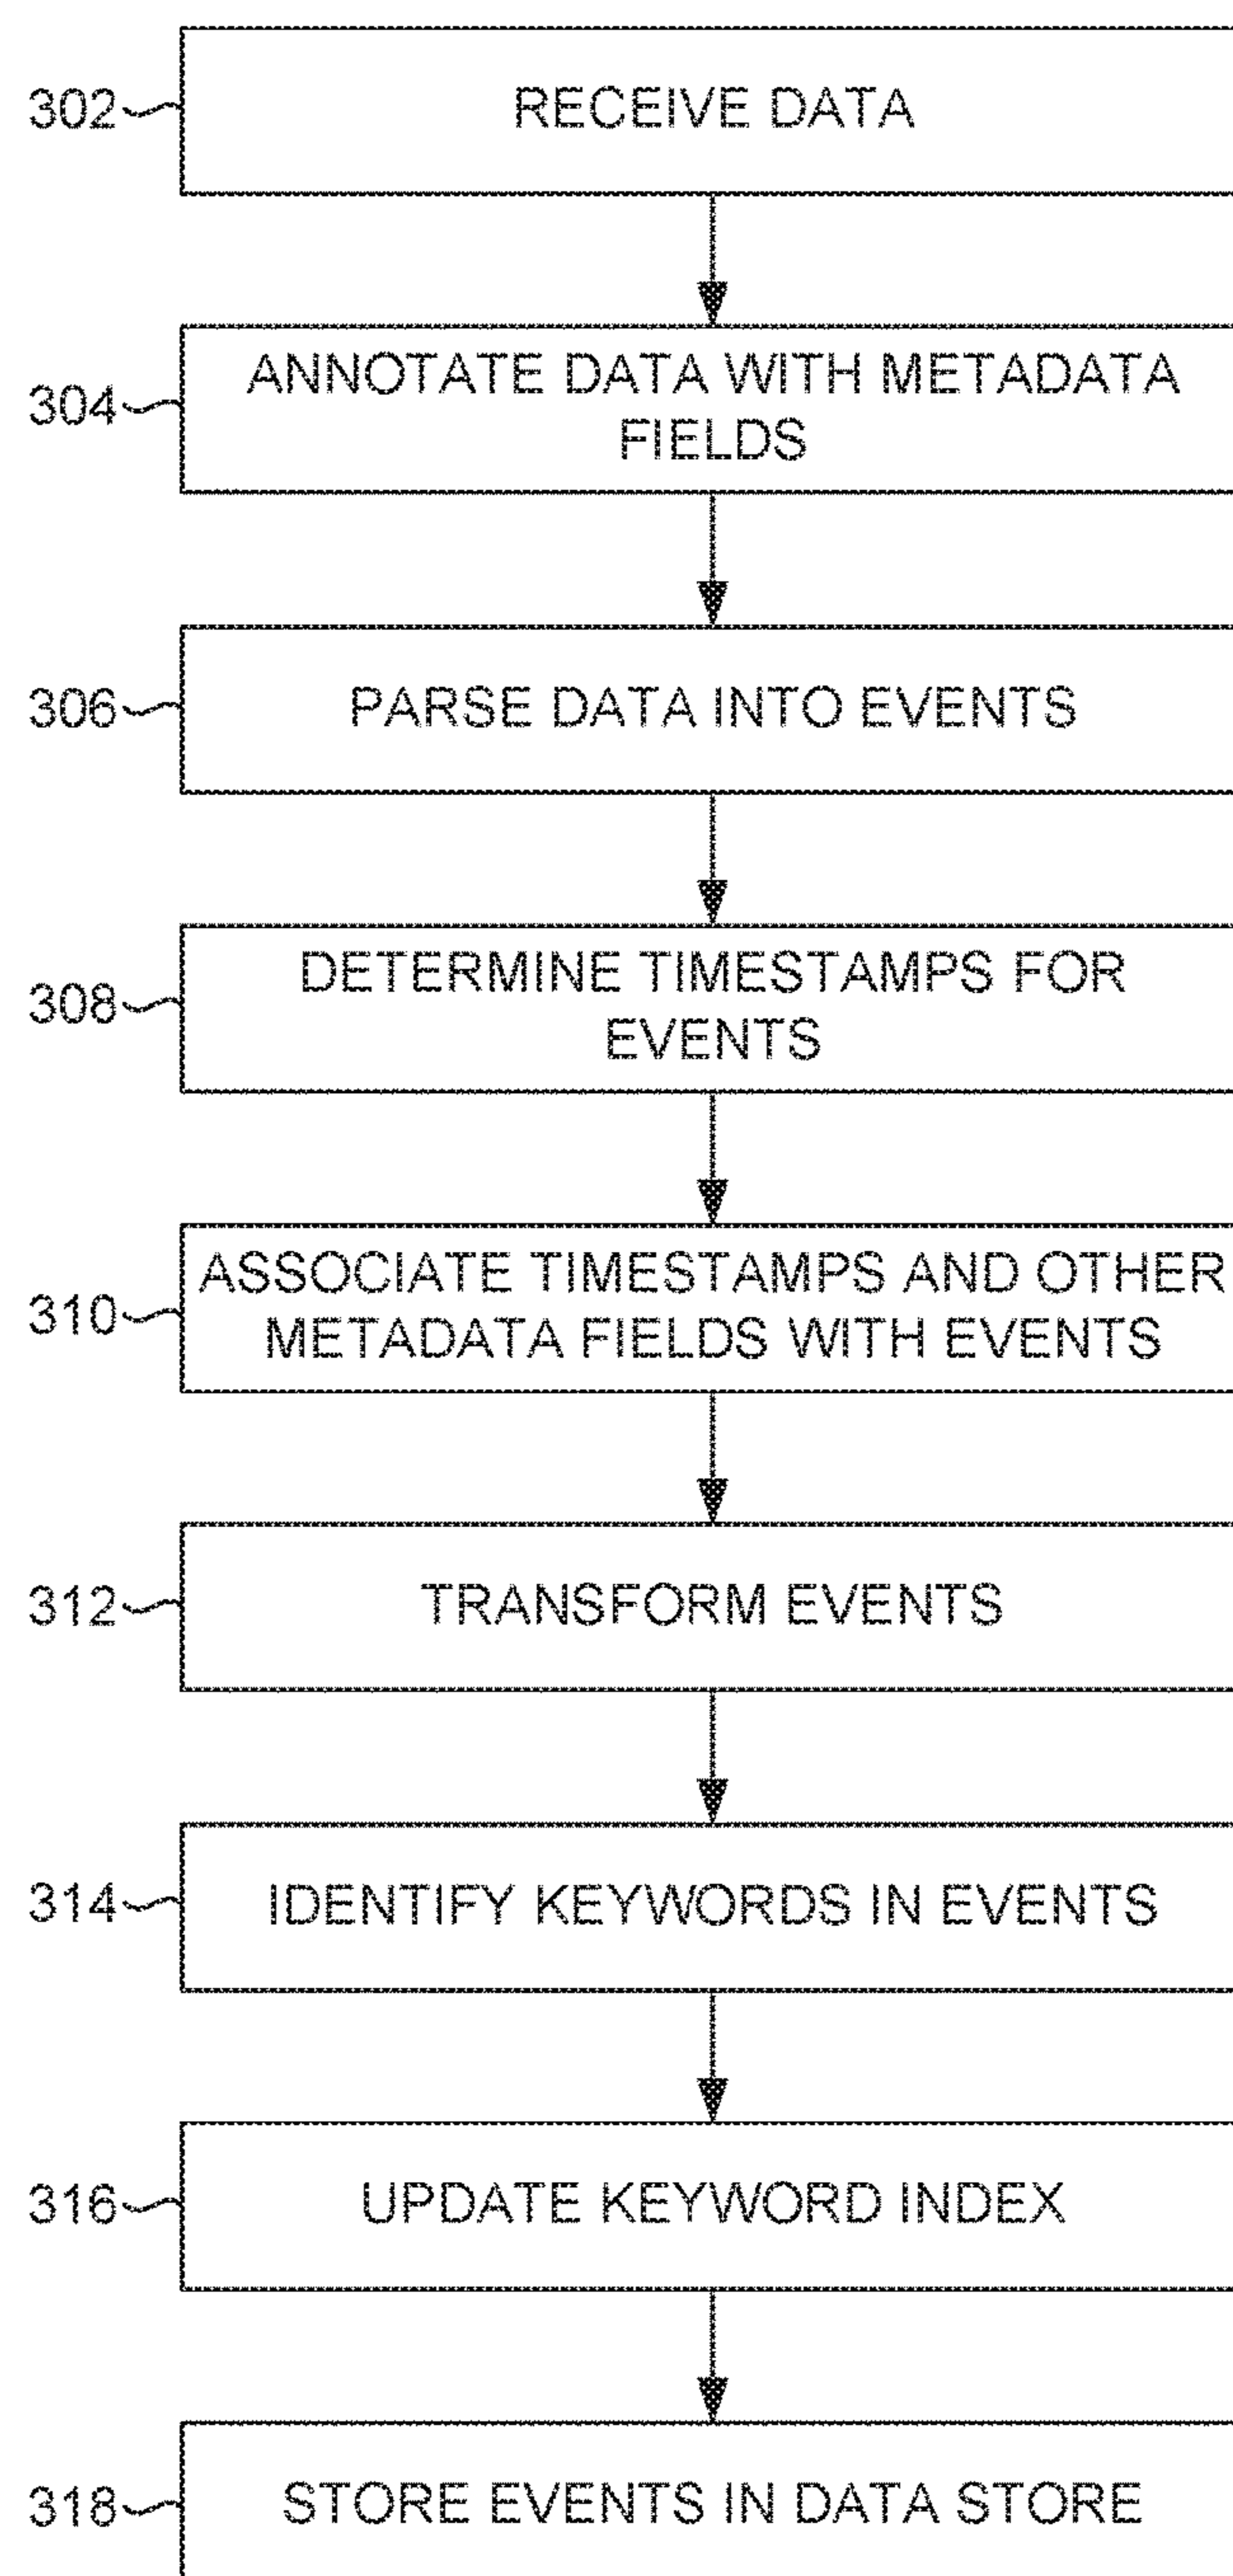 302
RECEIVE DATA
304
ANNOTATE DATA WITH METADATA
FIELDS
306
PARSE DATA INTO EVENTS
308
DETERMINE TIMESTAMPS FOR
EVENTS
310
ASSOCIATE TIMESTAMPS AND OTHER
METADATA FIELDS WITH EVENTS
312
TRANSFORM EVENTS
314
IDENTIFY KEYWORDS IN EVENTS
316
UPDATE KEYWORD INDEX
318
STORE EVENTS IN DATA STORE